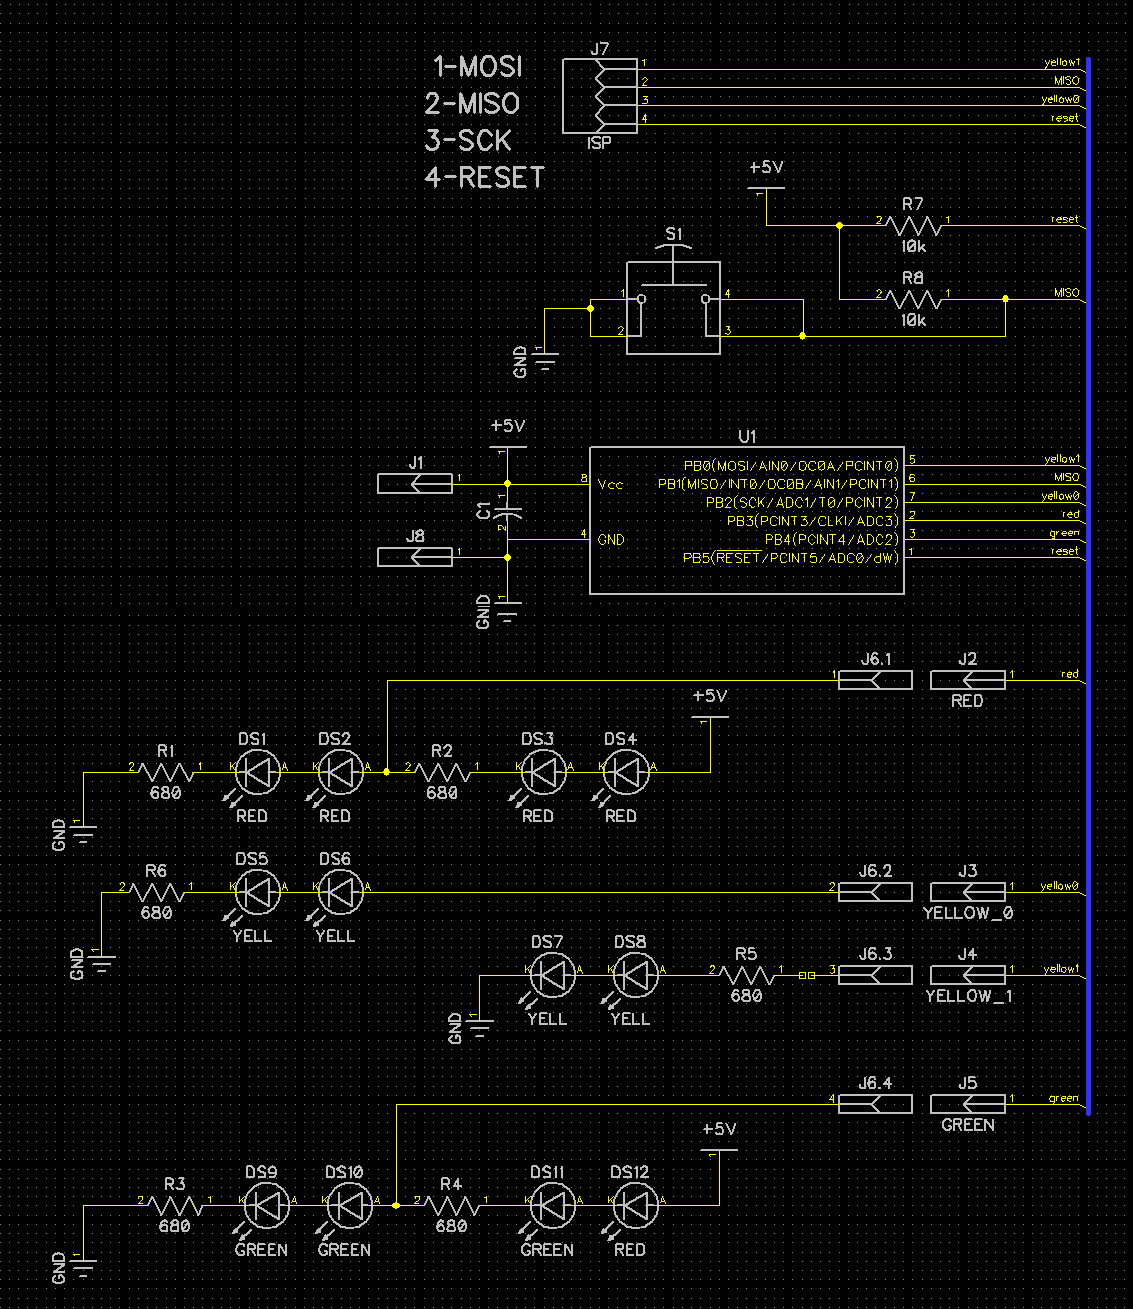 J7
1-MOSI
2-MISO
3-SCK
4-RESET
1 yellow1
2 MISO
3 yellow0
4 reset
ISP
+5V
1
R7
2 1 reset
10k
S1
R8
1 4 2 1 MISO
10k
2 3
1
GND
+5V
1
U1
J1
1 8 Vcc
PB0(MOSI/AIN0/OC0A/PCINT0) 5 yellow1
PB1(MISO/INT0/OC0B/AIN1/PCINT1) 6 MISO
C1
1
2
PB2(SCK/ADC1/T0/PCINT2) 7 yellow0
PB3(PCINT3/CLKI/ADC3) 2 red
J8
4 GND
PB4(PCINT4/ADC2) 3 green
1
PB5(RESET/PCINT5/ADC0/dW) 1 reset
1
GND
J6.1 J2
1 1 red
RED
+5V
1
R1 DS1 DS2 R2 DS3 DS4
2 1 K A K A 2 1 K A K A
680 RED RED 680 RED RED
1
GND
R6 DS5 DS6 J6.2 J3
2 1 K A K A 2 1 yellow0
680 YELL YELL YELLOW_0
1
GND
DS7 DS8 R5 J6.3 J4
K A K A 2 1 3 1 yellow1
YELL YELL 680 YELLOW_1
1
GND
J6.4 J5
4 1 green
GREEN
+5V
1
R3 DS9 DS10 R4 DS11 DS12
2 1 K A K A 2 1 K A K A
680 GREEN GREEN 680 GREEN RED
1
GND